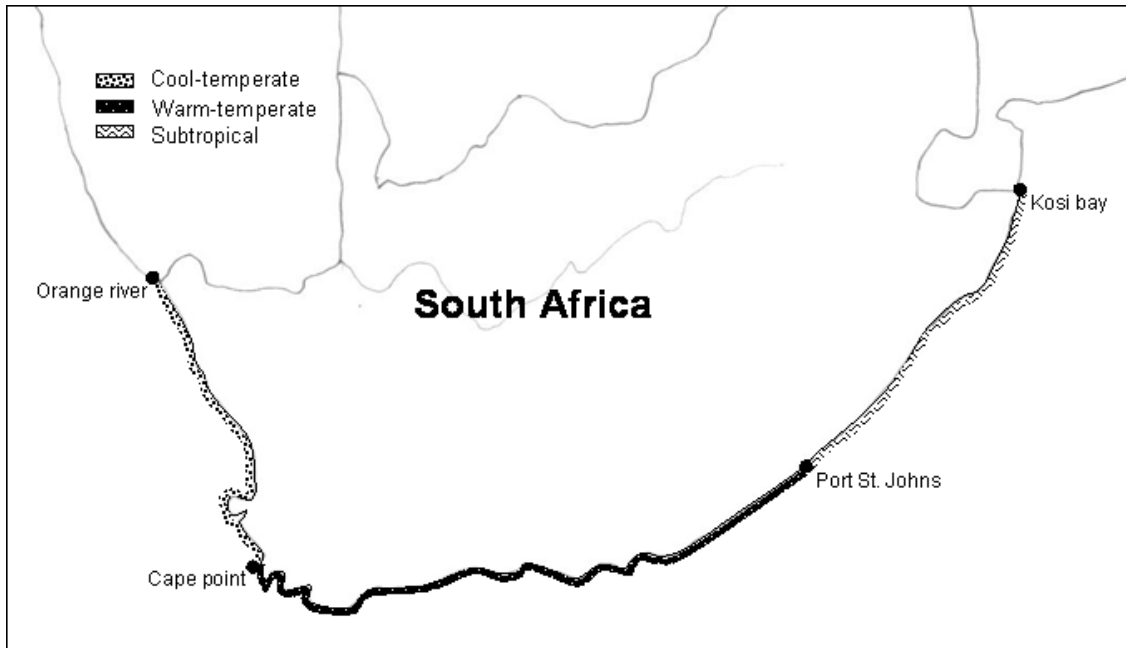 Cool-temperate
Warm-temperate
Subtropical
Kosi bay
Orange river
South Africa
Port St. Johns
Cape point